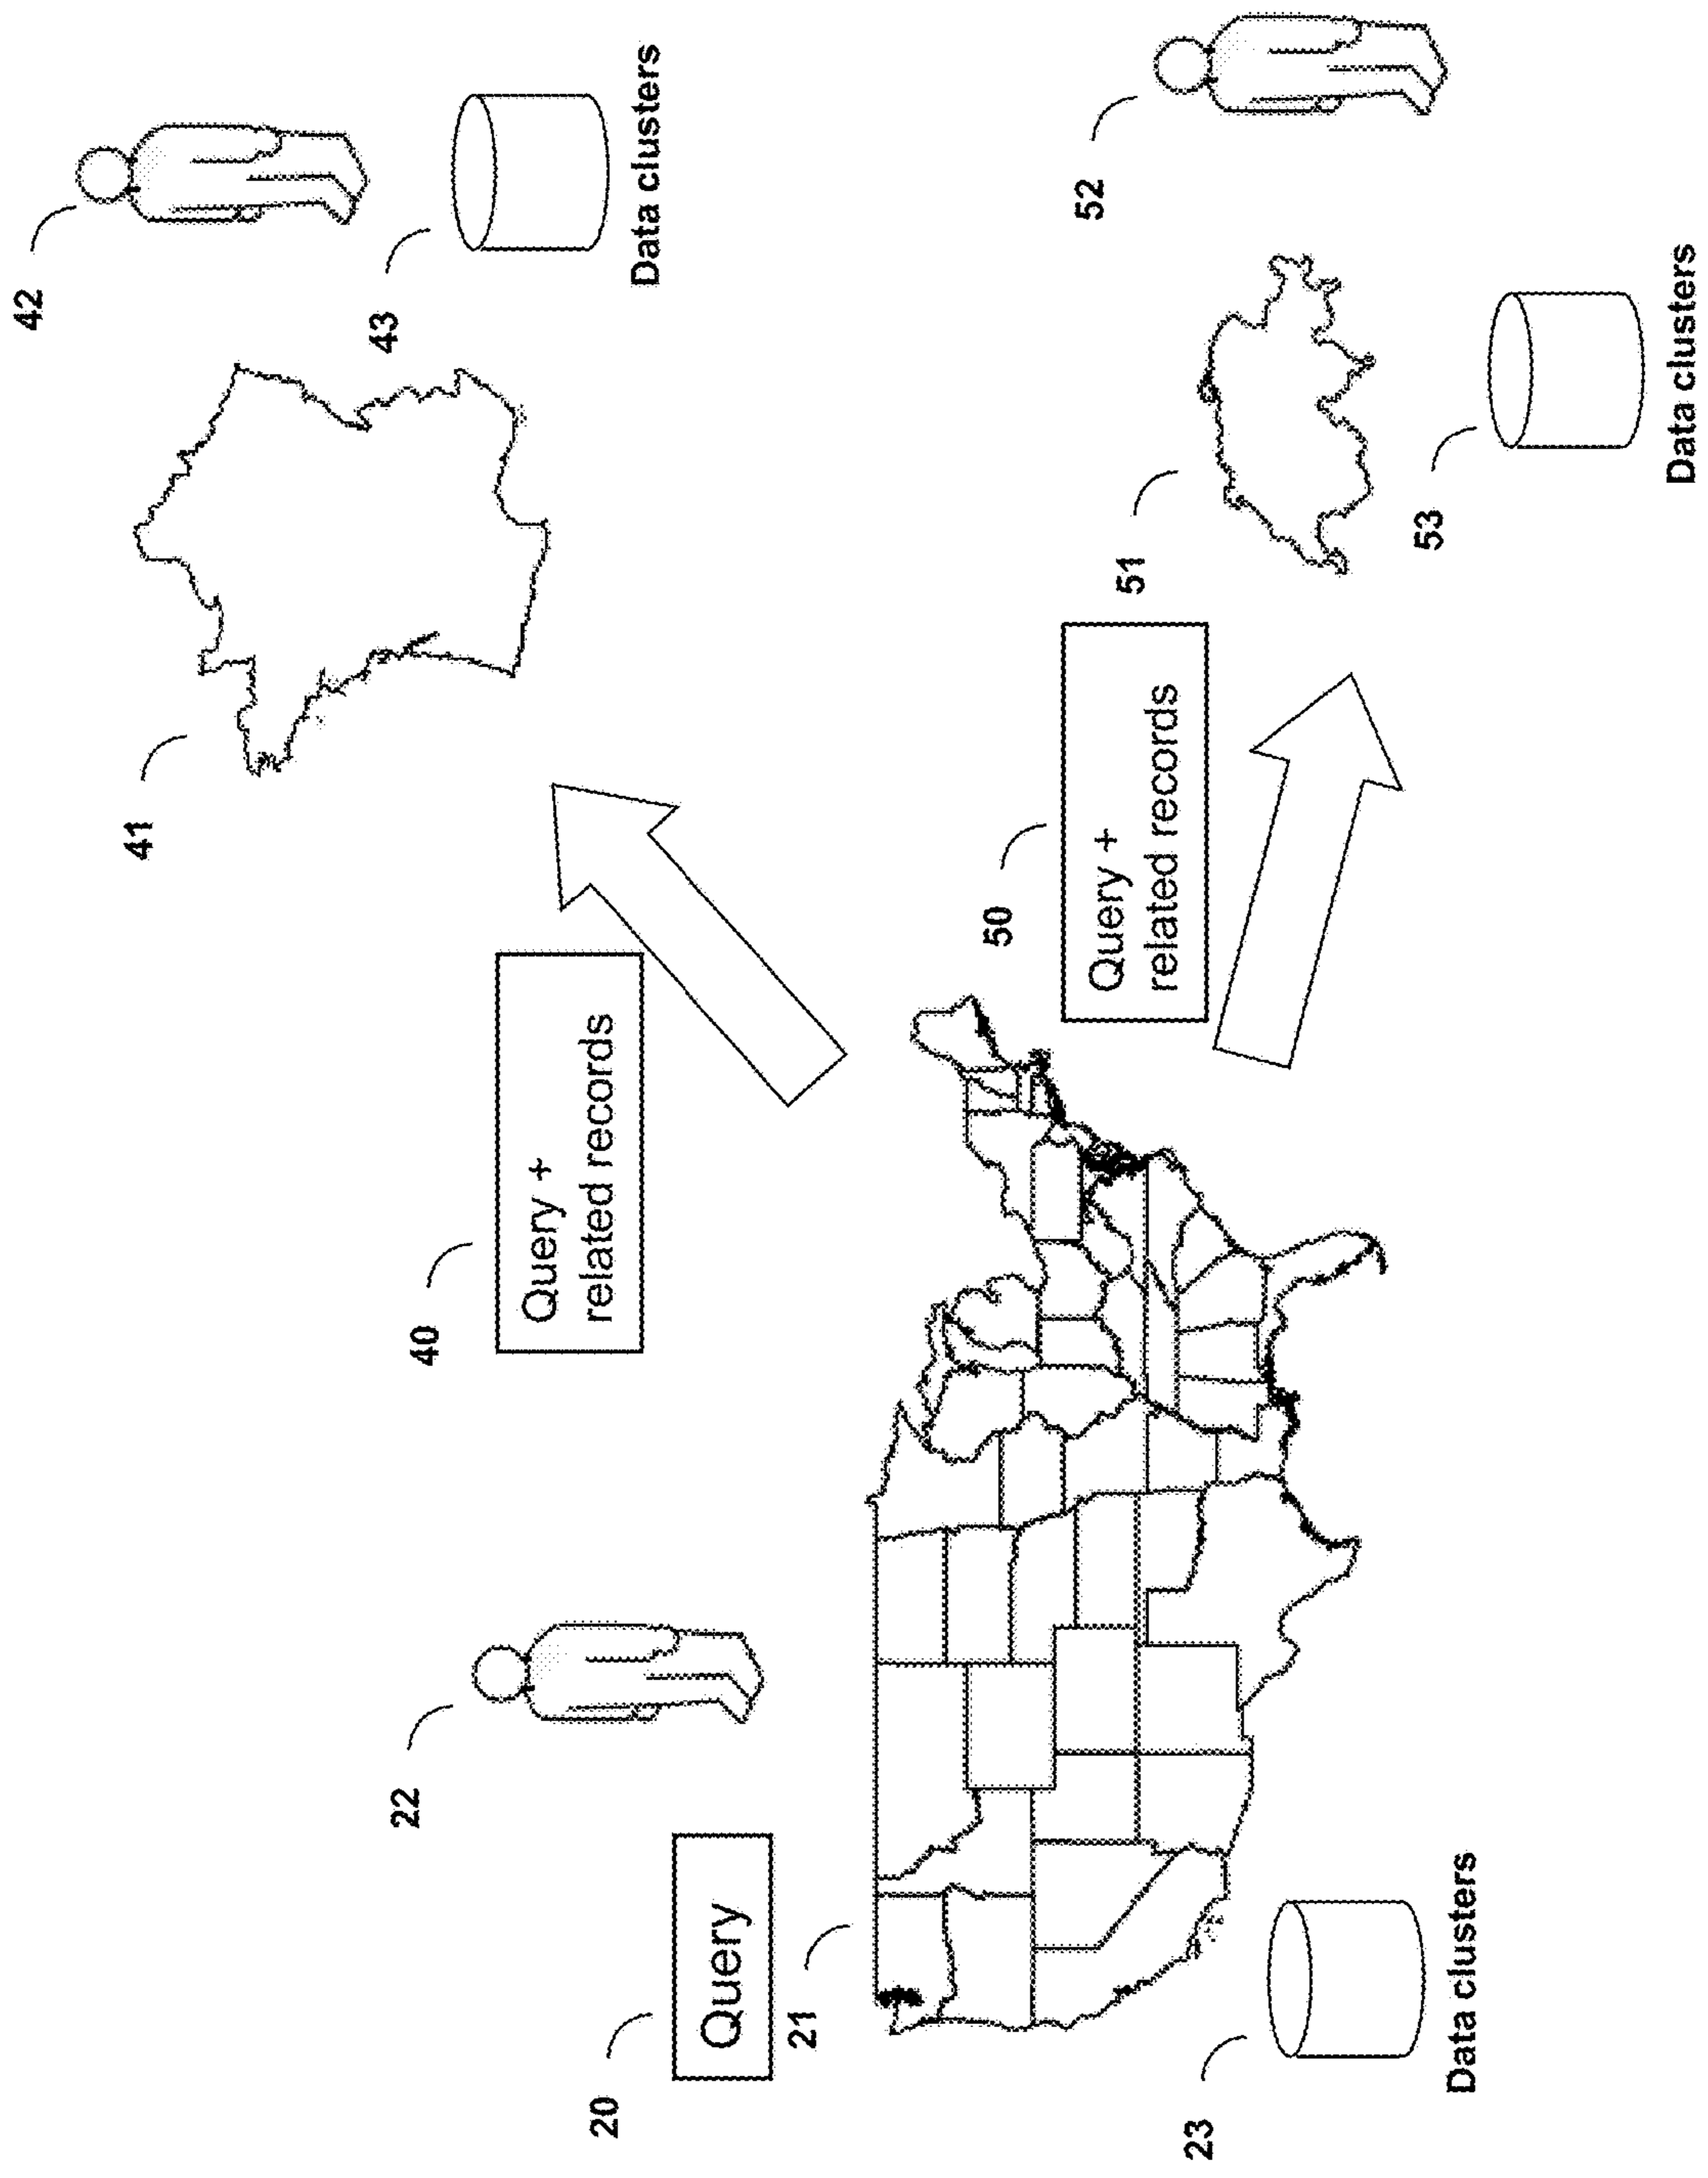 42
41
43
22
40
Query +
related records
20
Data clusters
Query
21
50
52
Query +
related records
51
23
53
Data clusters
Data clusters